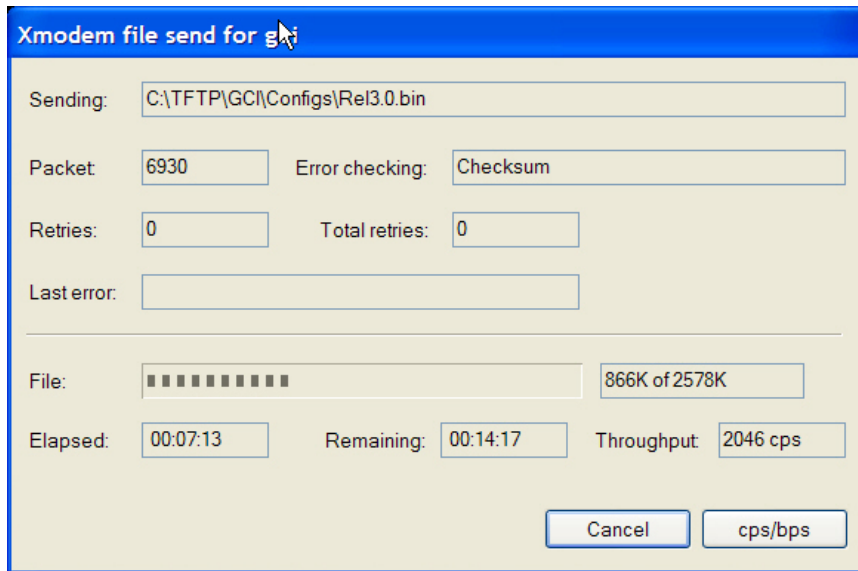 Xmodem file send for gci
Sending: C:\TFTP\GCI\Configs\Rel3.0.bin
Packet: 6930 Error checking: Checksum
Retries: 0 Total retries: 0
Last error:
File: 866K of 2578K
Elapsed: 00:07:13 Remaining: 00:14:17 Throughput: 2046 cps
Cancel cps/bps